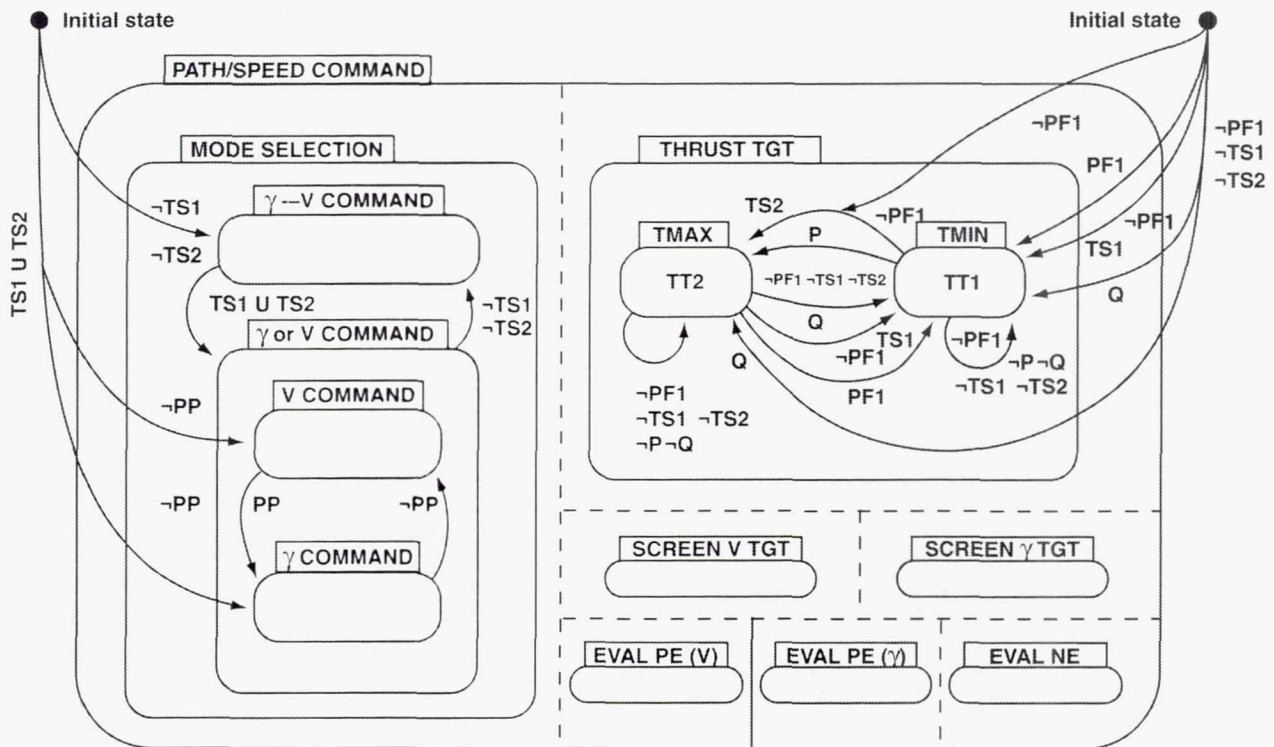 Initial state
Initial state
PATH/SPEED COMMAND
TS1 U TS2
MODE SELECTION
¬TS1
γ---V COMMAND
¬TS2
TS1 U TS2
¬TS1
¬TS2
γ or V COMMAND
¬PP
V COMMAND
¬PP
PP
¬PP
γ COMMAND
THRUST TGT
¬PF1
PF1
¬PF1
¬TS1
¬TS2
TS2
¬PF1
¬PF1
TMAX
P
TMIN
TS1
TT2
¬PF1 ¬TS1 ¬TS2
TT1
Q
Q
TS1
Q
¬PF1
PF1
¬PF1
¬P¬Q
¬TS1 ¬TS2
¬PF1
¬TS1 ¬TS2
¬P¬Q
SCREEN V TGT
SCREEN γ TGT
EVAL PE (V)
EVAL PE (γ)
EVAL NE